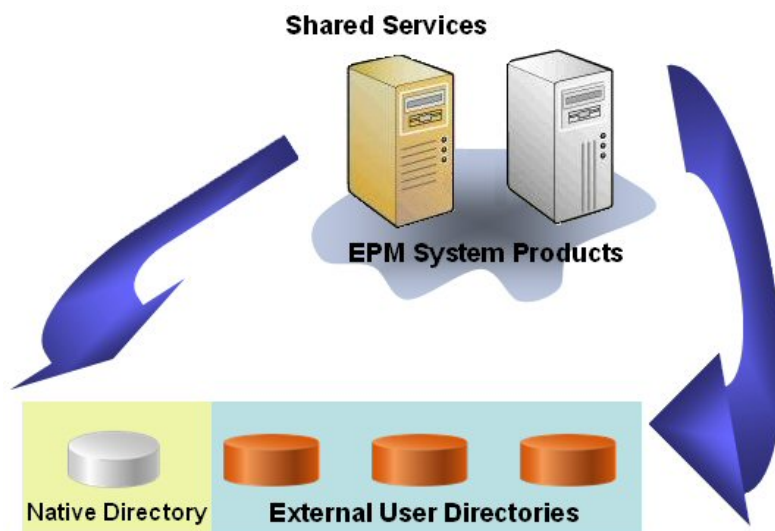 Shared Services
EPM System Products
Native Directory
External User Directories